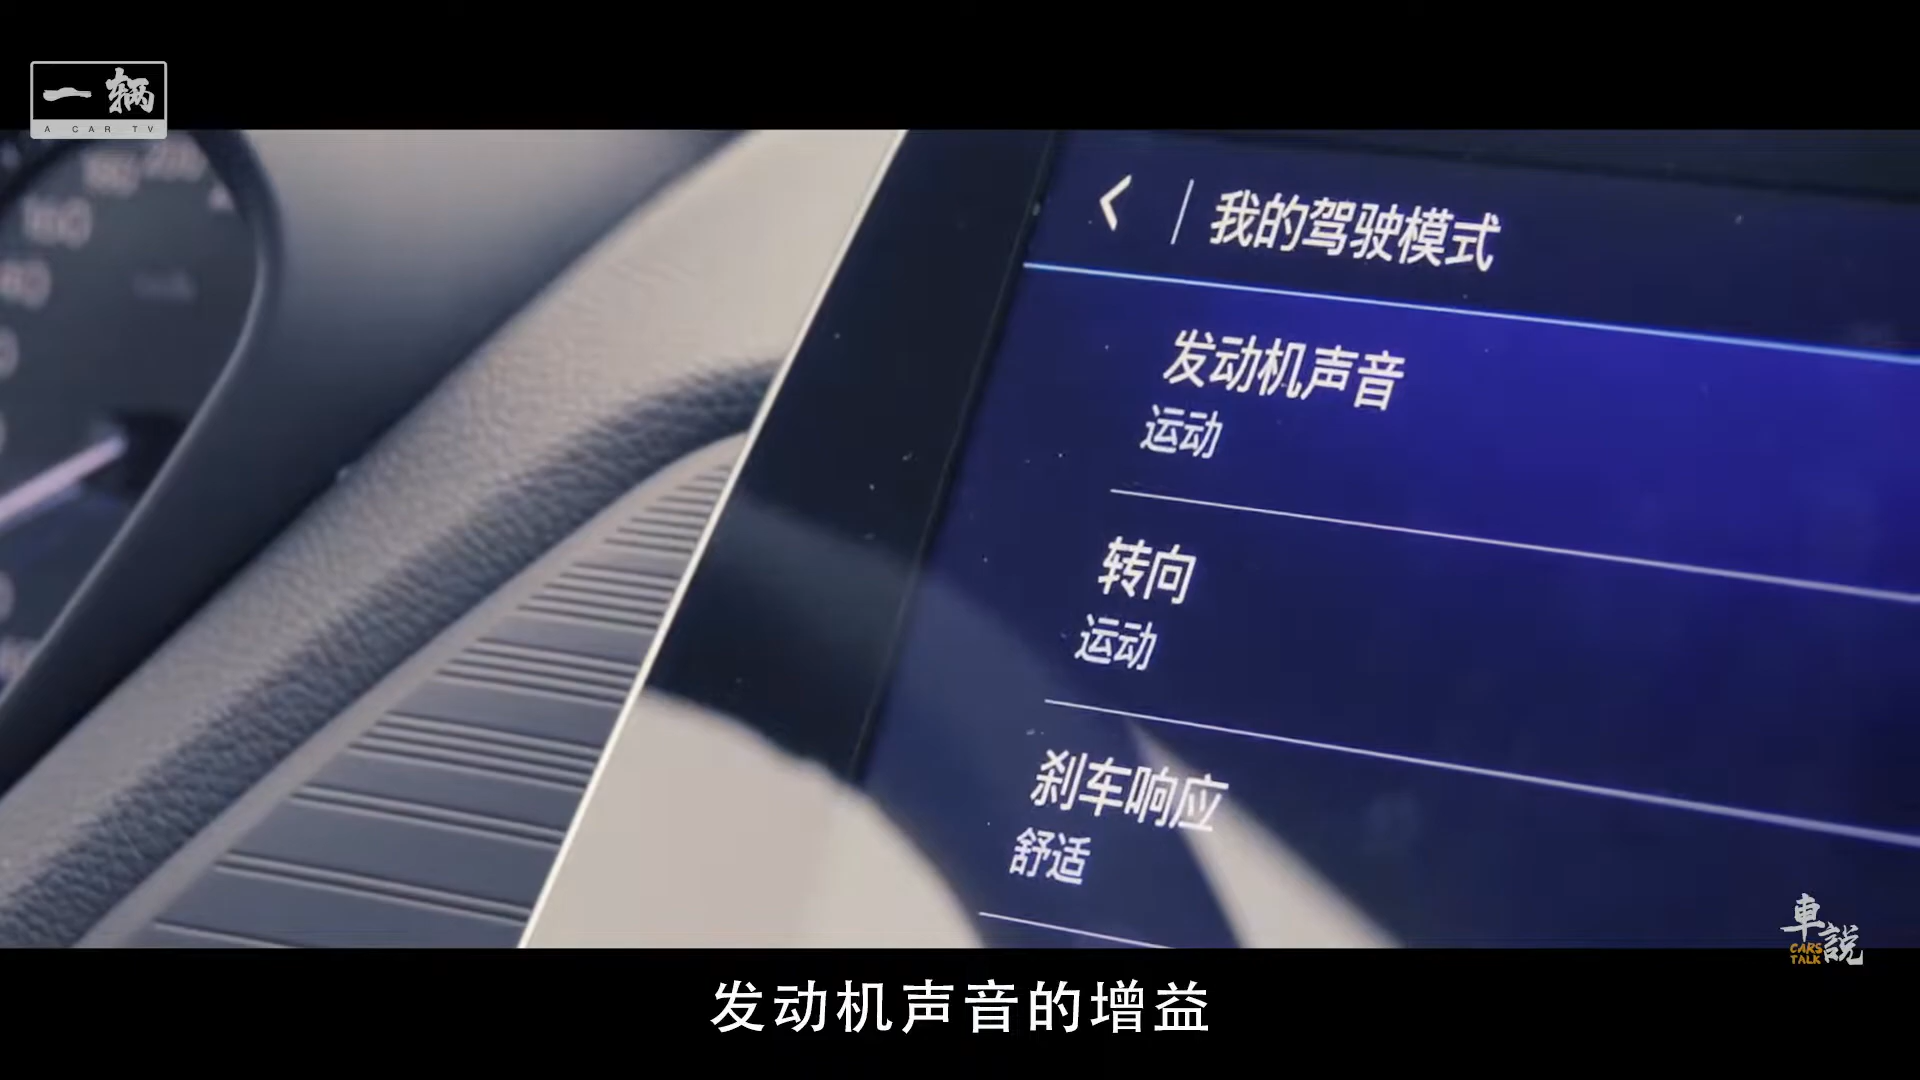 一辆
A CAR TV
我的驾驶模式
发动机声音
运动
转向
运动
刹车响应
舒适
車説
CARS
TALK
发动机声音的增益